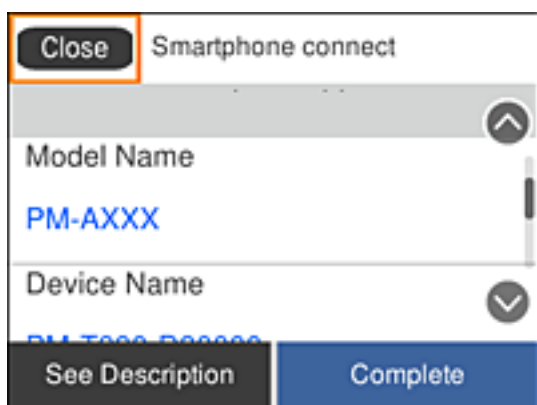 Close Smartphone connect
Model Name
PM-AXXX
Device Name
See Description Complete